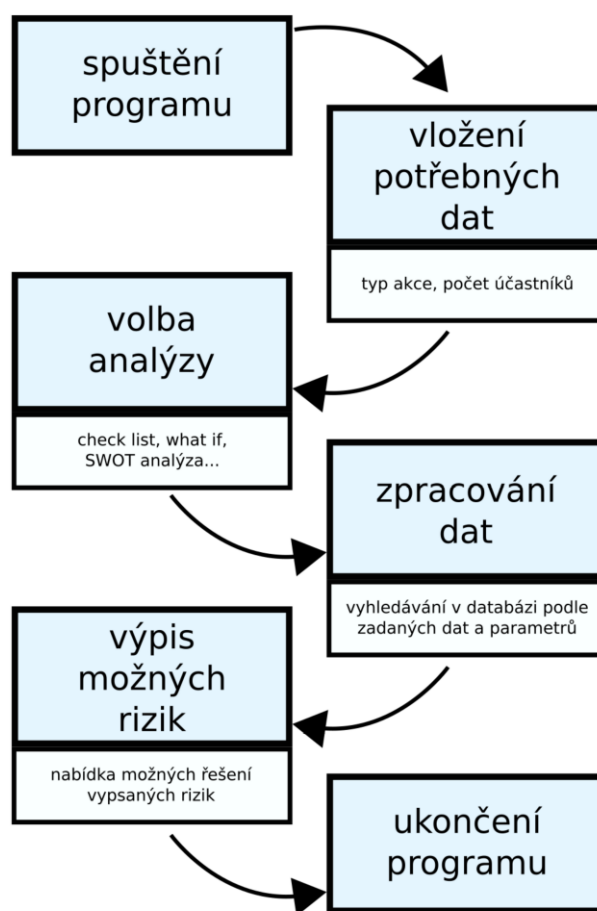 spuštění
programu
vložení
potřebných
dat
typ akce, počet účastníků
volba
analýzy
check list, what if,
SWOT analýza...
zpracování
dat
vyhledávání v databázi podle
zadaných dat a parametrů
výpis
možných
rizik
nabídka možných řešení
vypsaných rizik
ukončení
programu